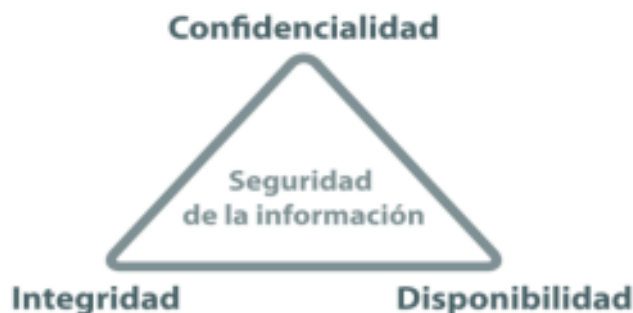 Confidencialidad
Seguridad
de la información
Integridad
Disponibilidad